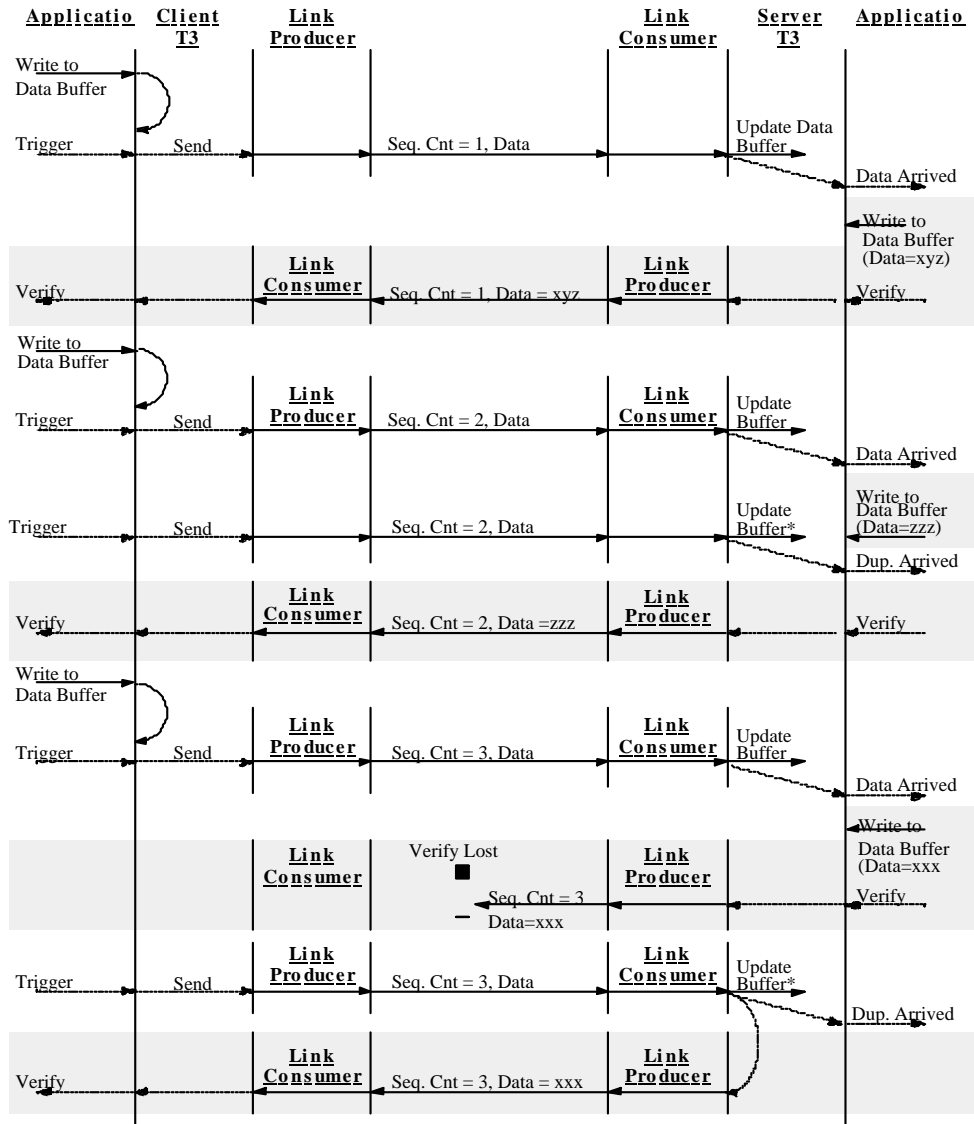 Applicatio Client Link Link Server Applicatio
T3 Producer Consumer T3
Write to
Data Buffer
Trigger Send Seq. Cnt = 1, Data Update Data
Buffer
Data Arrived
Write to
Data Buffer
(Data=xyz)
Link Link
Consumer Producer
Verify Seq. Cnt = 1, Data = xyz Verify
Write to
Data Buffer
Link Link
Producer Consumer Update
Trigger Send Seq. Cnt = 2, Data Buffer
Data Arrived
Write to
Data Buffer
(Data=zzz)
Trigger Send Seq. Cnt = 2, Data Update
Buffer*
Dup. Arrived
Link Link
Consumer Producer
Verify Seq. Cnt = 2, Data =zzz Verify
Write to
Data Buffer
Link Link
Producer Consumer Update
Trigger Send Seq. Cnt = 3, Data Buffer
Data Arrived
Write to
Data Buffer
(Data=xxx
Link Verify Lost Link
Consumer Producer
Seq. Cnt = 3 Verify
Data=xxx
Link Link
Producer Consumer Update
Trigger Send Seq. Cnt = 3, Data Buffer*
Dup. Arrived
Link Link
Consumer Producer
Verify Seq. Cnt = 3, Data = xxx